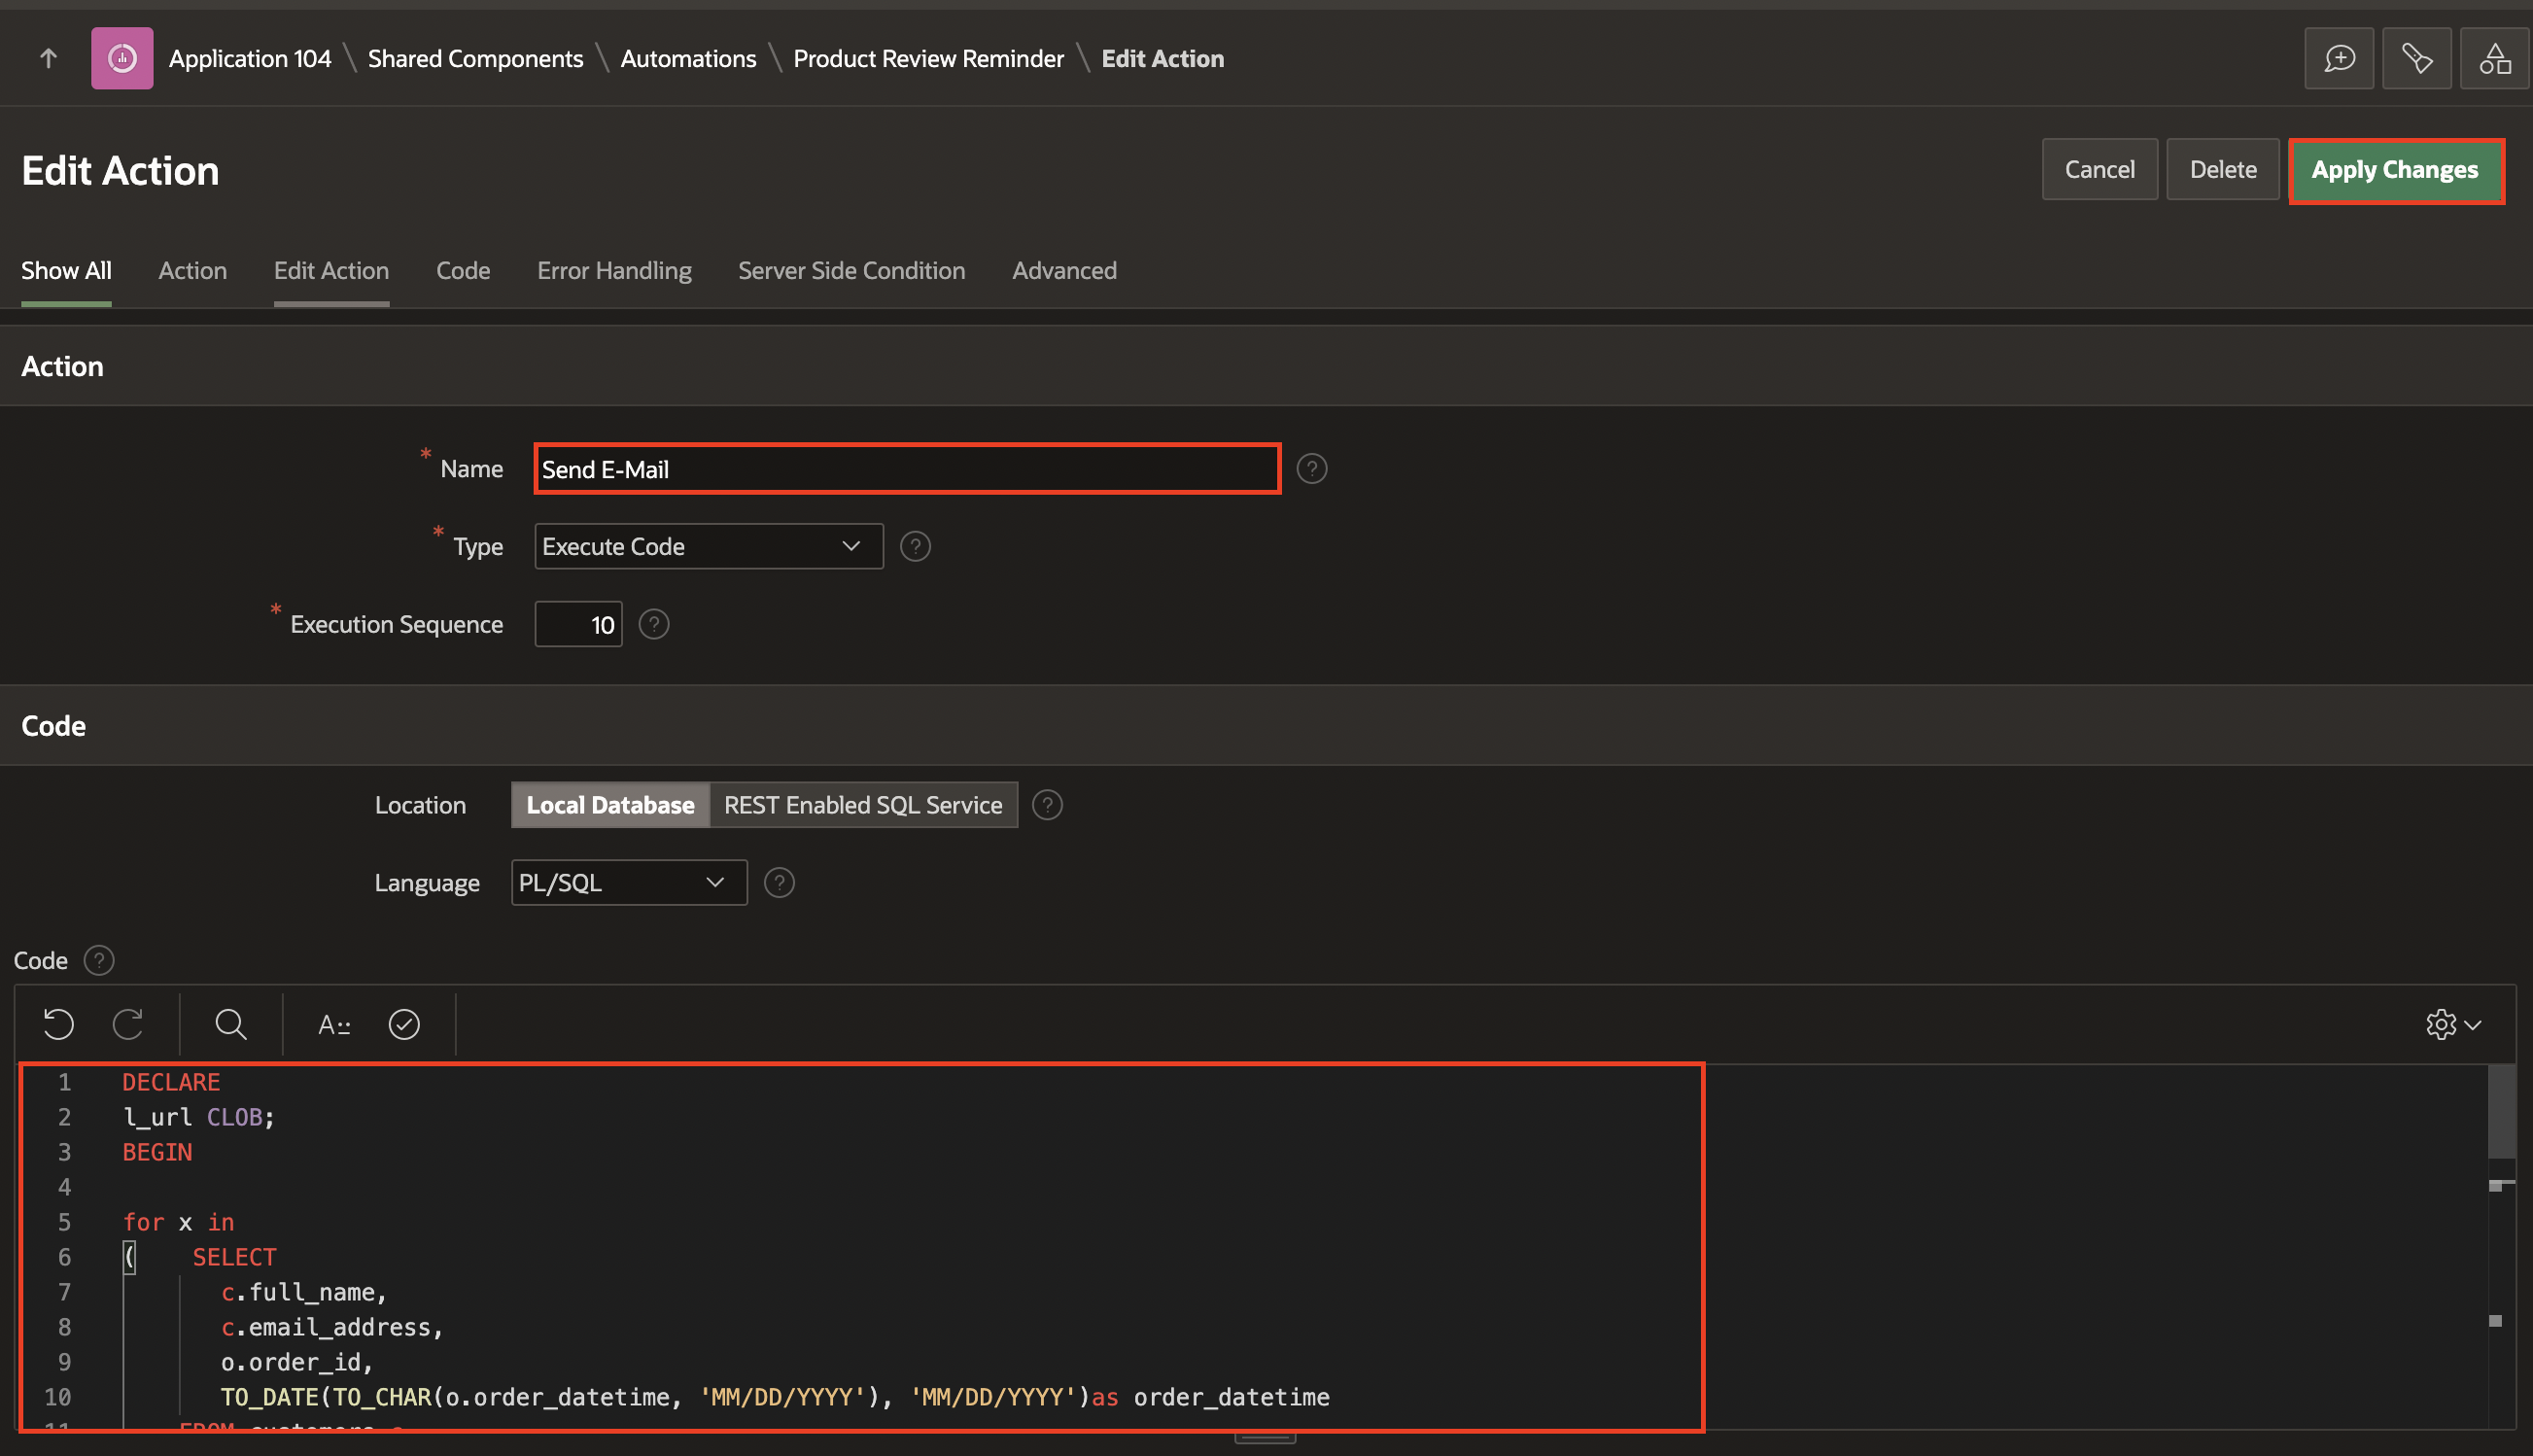 Application 104 \ Shared Components \ Automations \ Product Review Reminder \ Edit Action
Edit Action
Cancel Delete Apply Changes
Show All Action Edit Action Code Error Handling Server Side Condition Advanced
Action
* Name Send E-Mail ?
* Type Execute Code ?
* Execution Sequence 10 ?
Code
Location Local Database REST Enabled SQL Service ?
Language PL/SQL ?
Code ?
1 DECLARE
2 l_url CLOB;
3 BEGIN
4
5 for x in
6 ( SELECT
7 c.full_name,
8 c.email_address,
9 o.order_id,
10 TO_DATE(TO_CHAR(o.order_datetime, 'MM/DD/YYYY'), 'MM/DD/YYYY')as order_datetime
11 FROM customers c